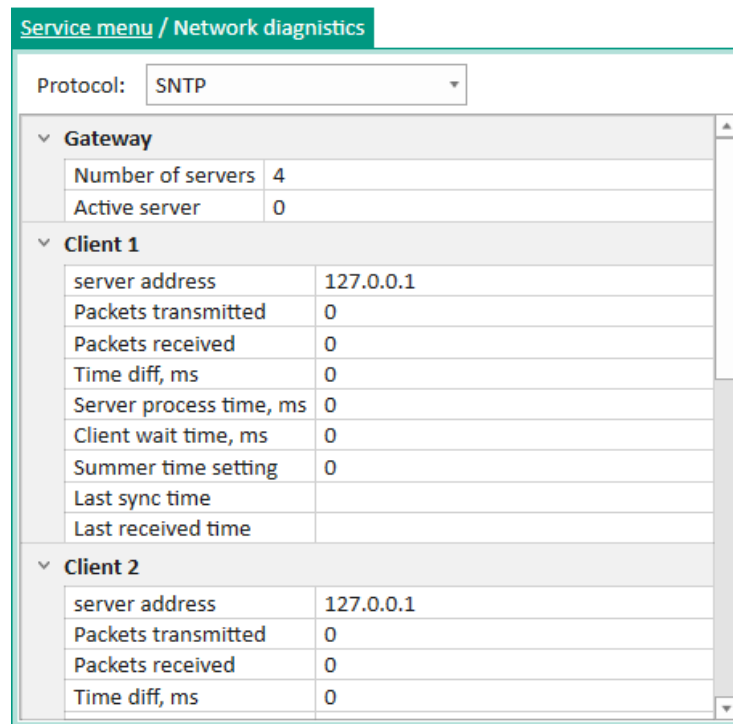 Service menu / Network diagnostics
Protocol: SNTP
Gateway
Number of servers 4
Active server 0
Client 1
server address 127.0.0.1
Packets transmitted 0
Packets received 0
Time diff, ms 0
Server process time, ms 0
Client wait time, ms 0
Summer time setting 0
Last sync time
Last received time
Client 2
server address 127.0.0.1
Packets transmitted 0
Packets received 0
Time diff, ms 0